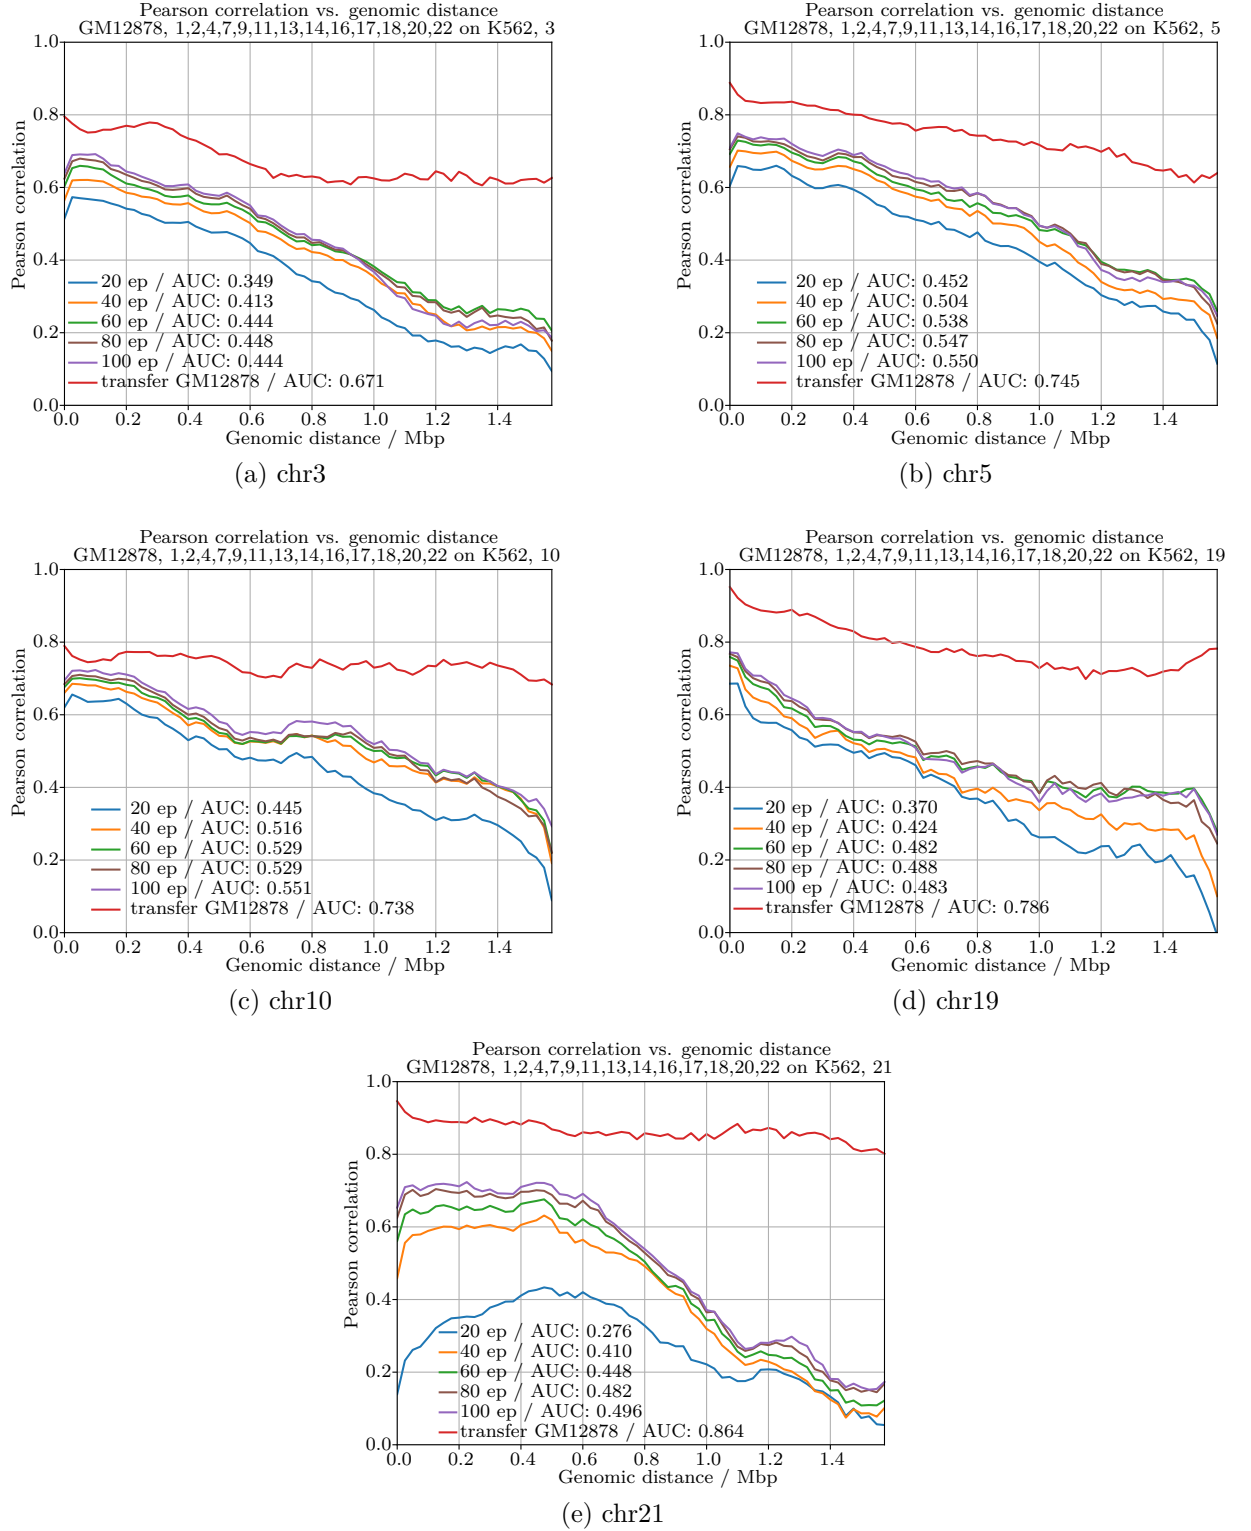 Pearson correlation vs. genomic distance
GM12878, 1,2,4,7,9,11,13,14,16,17,18,20,22 on K562, 3
1.0
0.8
0.6
0.4
0.2
0.0
Pearson correlation
20 ep / AUC: 0.349
40 ep / AUC: 0.413
60 ep / AUC: 0.444
80 ep / AUC: 0.448
100 ep / AUC: 0.444
transfer GM12878 / AUC: 0.671
0.0 0.2 0.4 0.6 0.8 1.0 1.2 1.4
Genomic distance / Mbp
(a) chr3
Pearson correlation vs. genomic distance
GM12878, 1,2,4,7,9,11,13,14,16,17,18,20,22 on K562, 5
1.0
0.8
0.6
0.4
0.2
0.0
Pearson correlation
20 ep / AUC: 0.452
40 ep / AUC: 0.504
60 ep / AUC: 0.538
80 ep / AUC: 0.547
100 ep / AUC: 0.550
transfer GM12878 / AUC: 0.745
0.0 0.2 0.4 0.6 0.8 1.0 1.2 1.4
Genomic distance / Mbp
(b) chr5
Pearson correlation vs. genomic distance
GM12878, 1,2,4,7,9,11,13,14,16,17,18,20,22 on K562, 10
1.0
0.8
0.6
0.4
0.2
0.0
Pearson correlation
20 ep / AUC: 0.445
40 ep / AUC: 0.516
60 ep / AUC: 0.529
80 ep / AUC: 0.529
100 ep / AUC: 0.551
transfer GM12878 / AUC: 0.738
0.0 0.2 0.4 0.6 0.8 1.0 1.2 1.4
Genomic distance / Mbp
(c) chr10
Pearson correlation vs. genomic distance
GM12878, 1,2,4,7,9,11,13,14,16,17,18,20,22 on K562, 19
1.0
0.8
0.6
0.4
0.2
0.0
Pearson correlation
20 ep / AUC: 0.370
40 ep / AUC: 0.424
60 ep / AUC: 0.482
80 ep / AUC: 0.488
100 ep / AUC: 0.483
transfer GM12878 / AUC: 0.786
0.0 0.2 0.4 0.6 0.8 1.0 1.2 1.4
Genomic distance / Mbp
(d) chr19
Pearson correlation vs. genomic distance
GM12878, 1,2,4,7,9,11,13,14,16,17,18,20,22 on K562, 21
1.0
0.8
0.6
0.4
0.2
0.0
Pearson correlation
20 ep / AUC: 0.276
40 ep / AUC: 0.410
60 ep / AUC: 0.448
80 ep / AUC: 0.482
100 ep / AUC: 0.496
transfer GM12878 / AUC: 0.864
0.0 0.2 0.4 0.6 0.8 1.0 1.2 1.4
Genomic distance / Mbp
(e) chr21